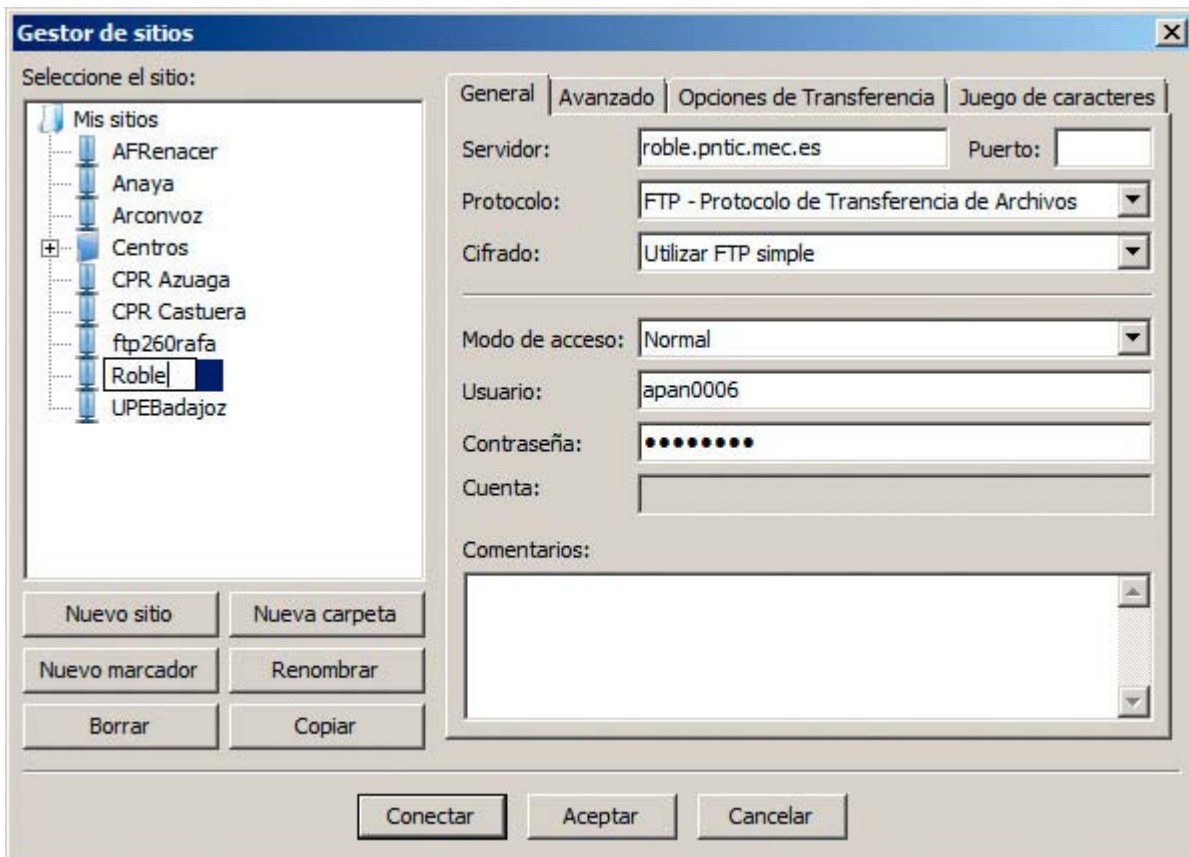 Gestor de sitios
Seleccione el sitio:
Mis sitios
AFRenacer
Anaya
Arconvoz
Centros
CPR Azuaga
CPR Castuera
ftp260rafa
Roble
UPEBadajoz
Nuevo sitio
Nueva carpeta
Nuevo marcador
Renombrar
Borrar
Copiar
General
Avanzado
Opciones de Transferencia
Juego de caracteres
Servidor:
roble.pntic.mec.es
Puerto:
Protocolo:
FTP - Protocolo de Transferencia de Archivos
Cifrado:
Utilizar FTP simple
Modo de acceso:
Normal
Usuario:
apan0006
Contraseña:
●●●●●●●●
Cuenta:
Comentarios:
Conectar
Aceptar
Cancelar